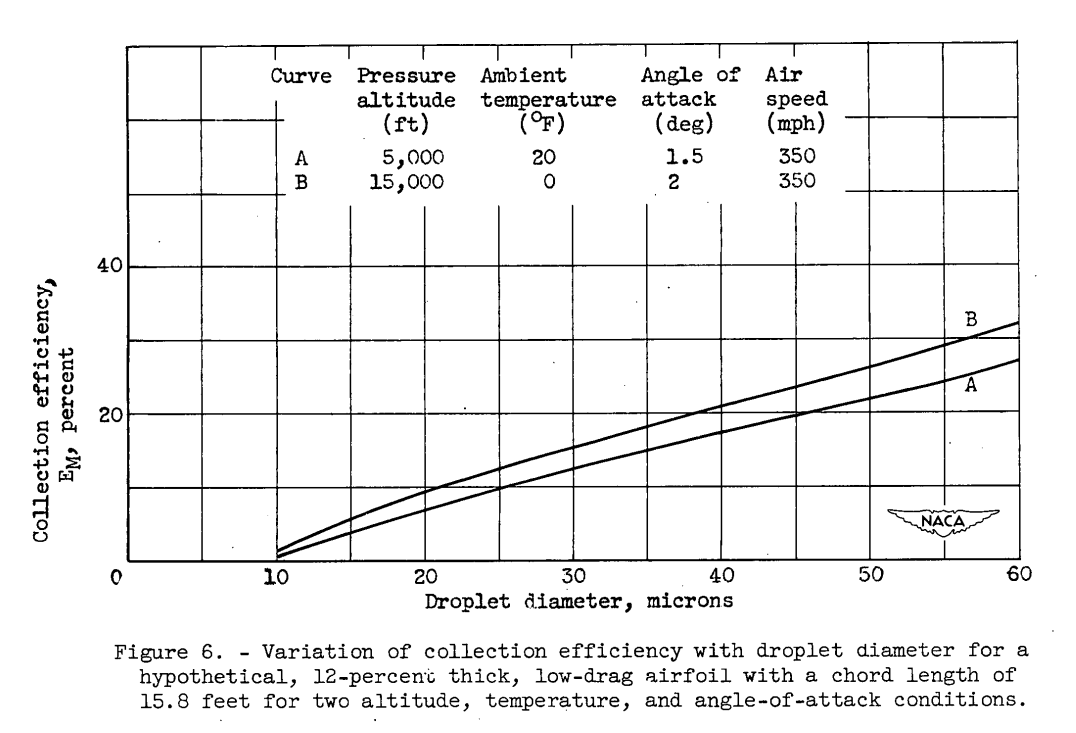 Curve Pressure altitude (ft) Ambient temperature (°F) Angle of attack (deg) Air speed (mph)
A 5,000 20 1.5 350
B 15,000 0 2 350
40
20
0
Collection efficiency,
E_M, percent
B
A
NACA
10 20 30 40 50 60
Droplet diameter, microns
Figure 6. - Variation of collection efficiency with droplet diameter for a
hypothetical, 12-percent thick, low-drag airfoil with a chord length of
15.8 feet for two altitude, temperature, and angle-of-attack conditions.